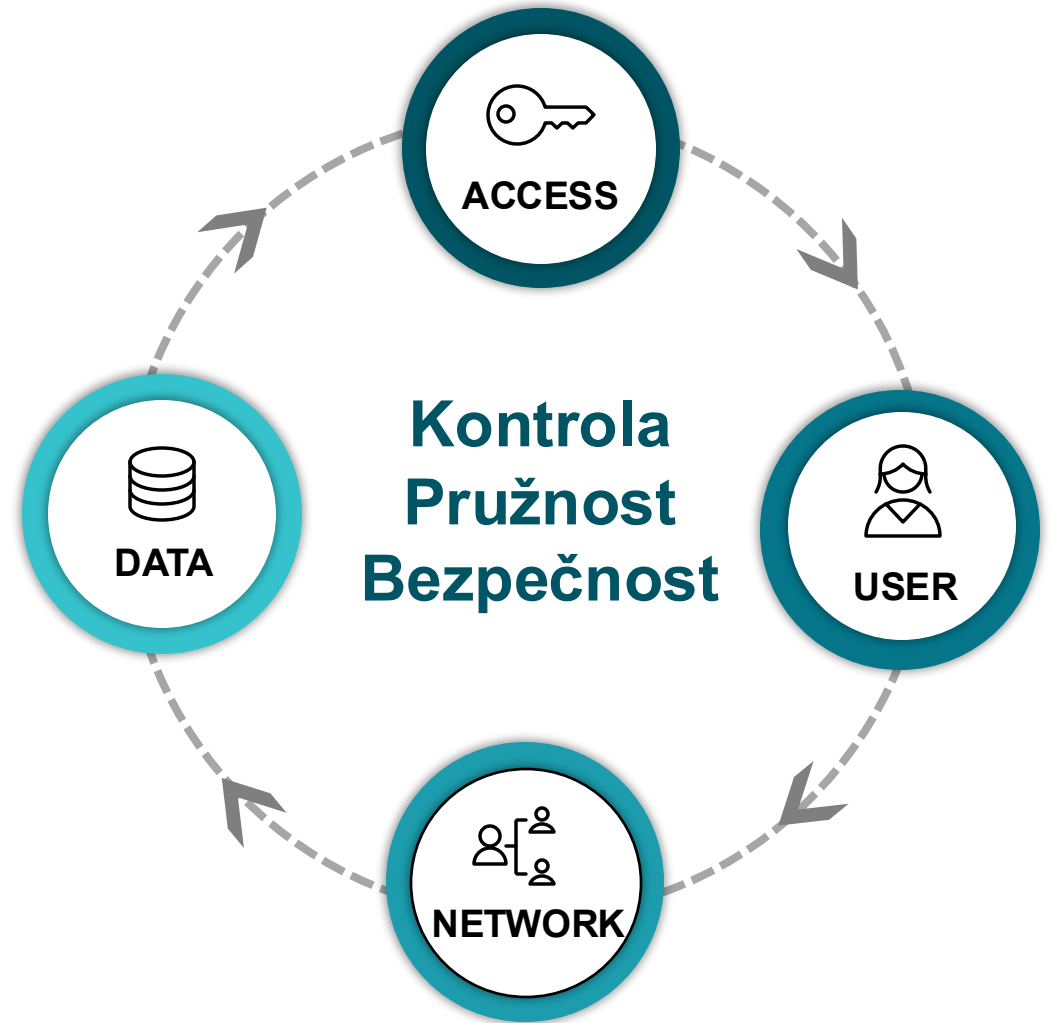 ACCESS
Kontrola
Pružnost
Bezpečnost
DATA
USER
NETWORK